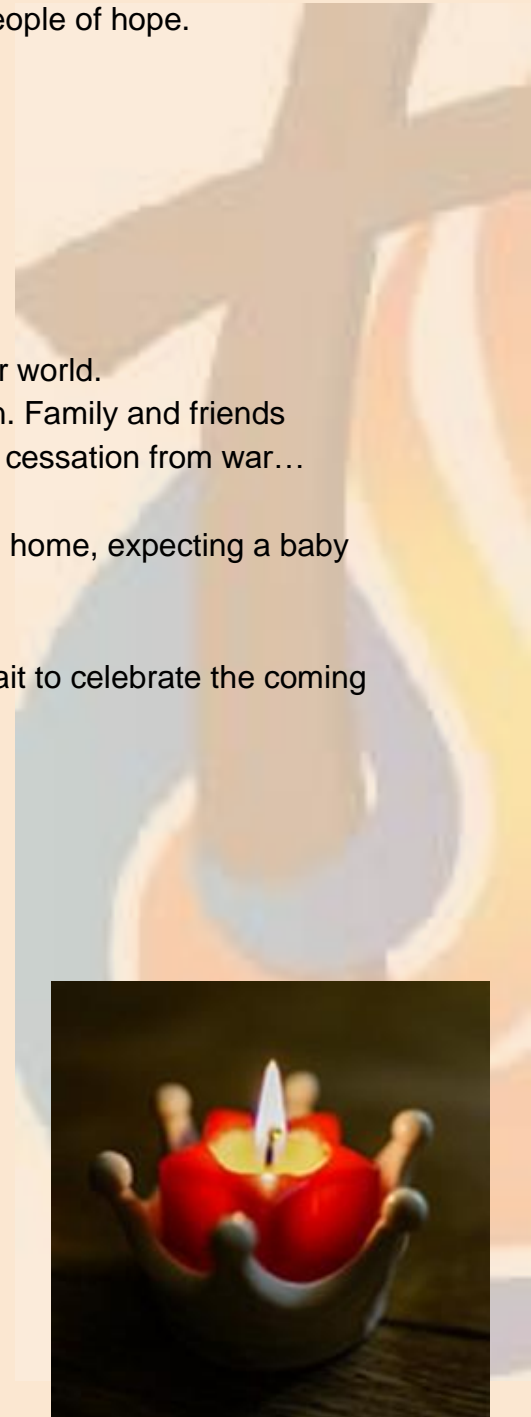 eople of hope.
r world.
n. Family and friends
cessation from war…
home, expecting a baby
ait to celebrate the coming